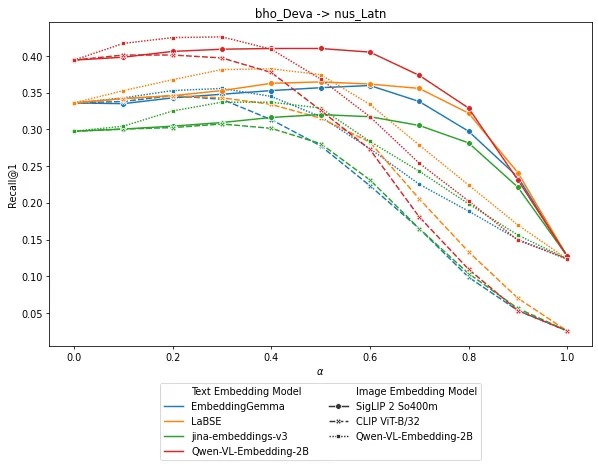 bho_Deva -> nus_Latn
Recall@1
0.40
0.35
0.30
0.25
0.20
0.15
0.10
0.05
0.0
0.2
0.4
0.6
0.8
1.0
α
Text Embedding Model
EmbeddingGemma
LaBSE
jina-embeddings-v3
Qwen-VL-Embedding-2B
Image Embedding Model
SigLIP 2 So400m
CLIP ViT-B/32
Qwen-VL-Embedding-2B